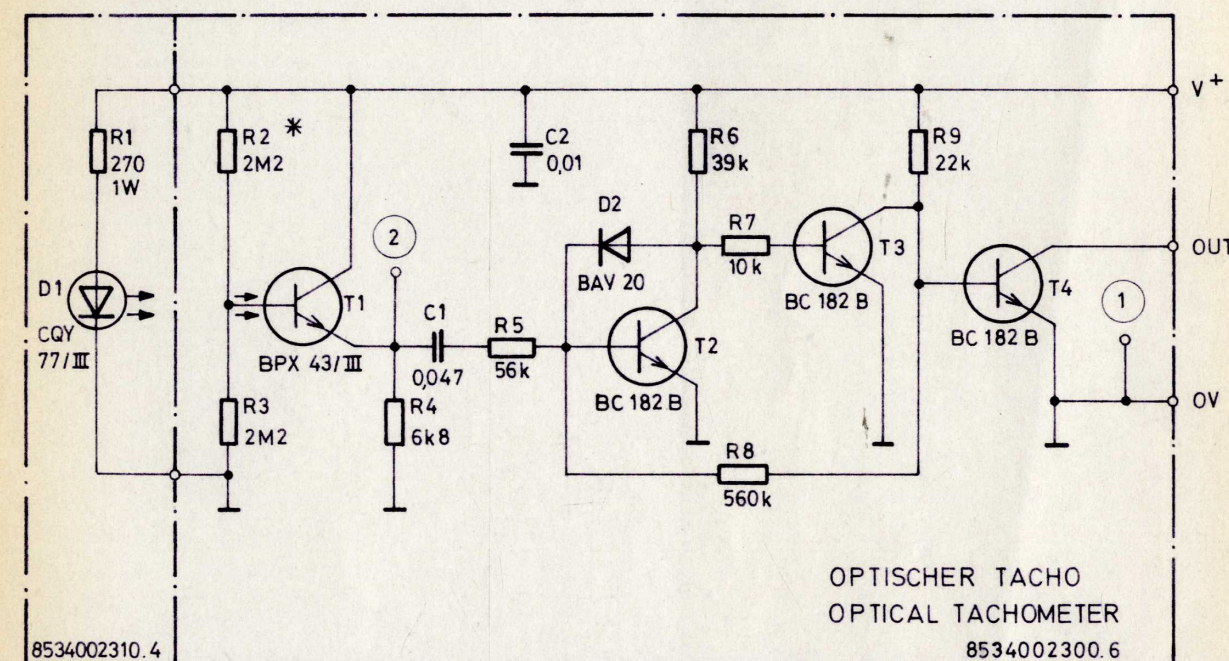 V+
R1
270
1W
R2
2M2
*
C2
0,01
R6
39k
R9
22k
D2
BAV 20
R7
10k
T3
BC 182 B
OUT
2
D1
CQY
77/III
T1
BPX 43/III
C1
0,047
R5
56k
T2
BC 182 B
T4
BC 182 B
1
0V
R3
2M2
R4
6k8
R8
560k
OPTISCHER TACHO
OPTICAL TACHOMETER
8534002310.4
8534002300.6